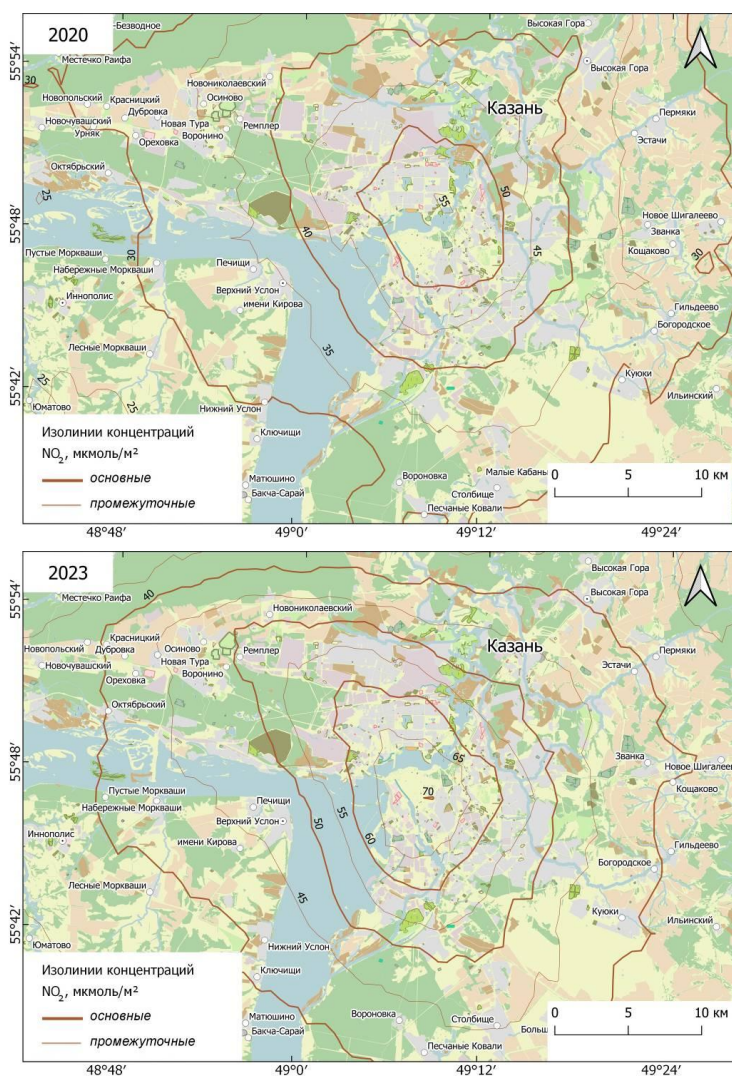 2020
-Безводное
Высокая Гора
55°54′
Местечко Раифа
30
Новониколаевский
Высокая Гора
Новопольский
Красницкий
Осиново
Казань
Дубровка
Новочувашский
Новая Тура
Ремплер
Пермяки
Урняк
Воронино
Эстачи
Ореховка
Октябрьский
50
25
55
55°48′
Новое Шигалеево
40
Званка
45
Пустые Моркваши
Кощаково
30
Набережные Моркваши
Печищи
30
Верхний Услон
Иннополис
имени Кирова
Гильдеево
Богородское
35
Лесные Моркваши
55°42′
25
25
Куюки
Юматово
Нижний Услон
Ильинский
Изолинии концентраций
NO₂, мкмоль/м²
основные
промежуточные
Ключищи
Матюшино
Бакча-Сарай
Вороновка
Малые Кабаны
Столбище
Песчаные Ковали
0 5 10 км
48°48′ 49°0′ 49°12′ 49°24′
2023
Высокая Гора
55°54′
Местечко Раифа
40
Высокая Гора
Новониколаевский
Красницкий
Казань
Новопольский
Дубровка
Осиново
Ремплер
Пермяки
Новочувашский
Новая Тура
Эстачи
Воронино
Ореховка
Октябрьский
55°48′
65
Званка
Новое Шигалеево
Пустые Моркваши
70
Кощаково
Набережные Моркваши
Печищи
Верхний Услон
50
55
60
Иннополис
имени Кирова
Гильдеево
Богородское
Лесные Моркваши
45
55°42′
Куюки
Ильинский
Юматово
Нижний Услон
Изолинии концентраций
NO₂, мкмоль/м²
основные
промежуточные
Ключищи
Матюшино
Бакча-Сарай
Вороновка
Столбище
Больш
Песчаные Ковали
0 5 10 км
48°48′ 49°0′ 49°12′ 49°24′